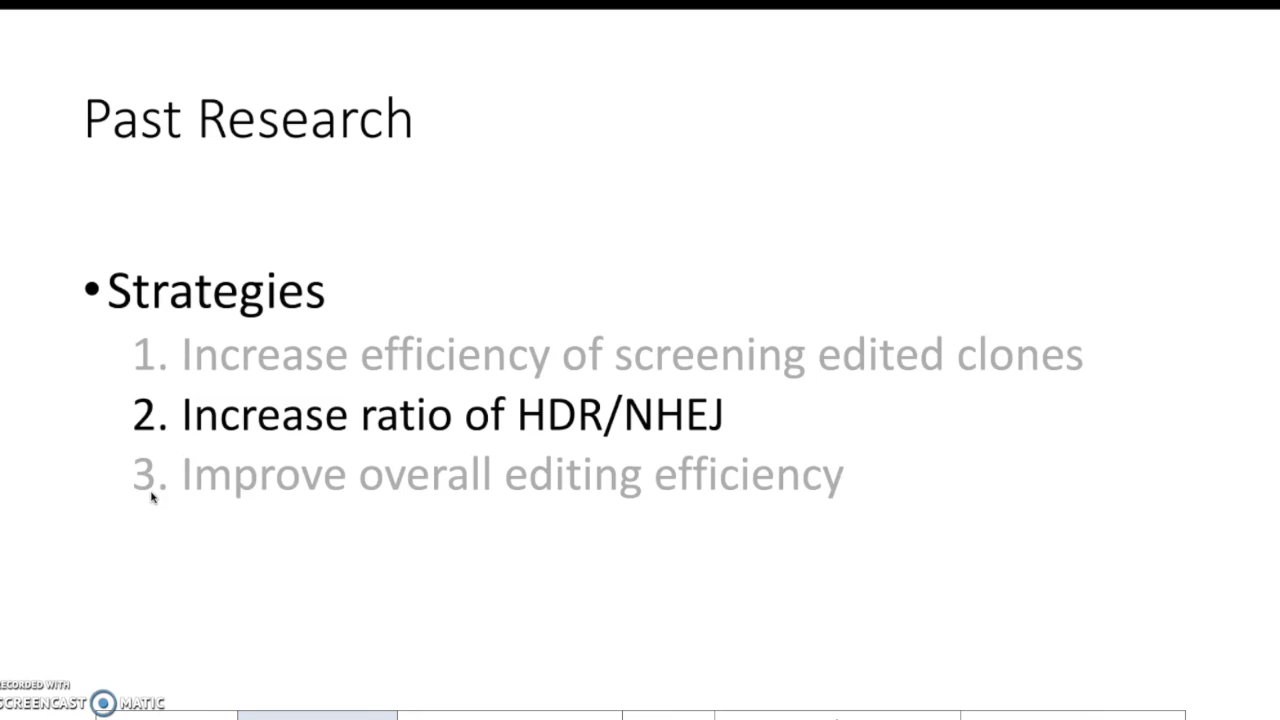 Past Research
•Strategies
1. Increase efficiency of screening edited clones
2. Increase ratio of HDR/NHEJ
3. Improve overall editing efficiency
RECORDED WITH
SCREENCAST MATIC